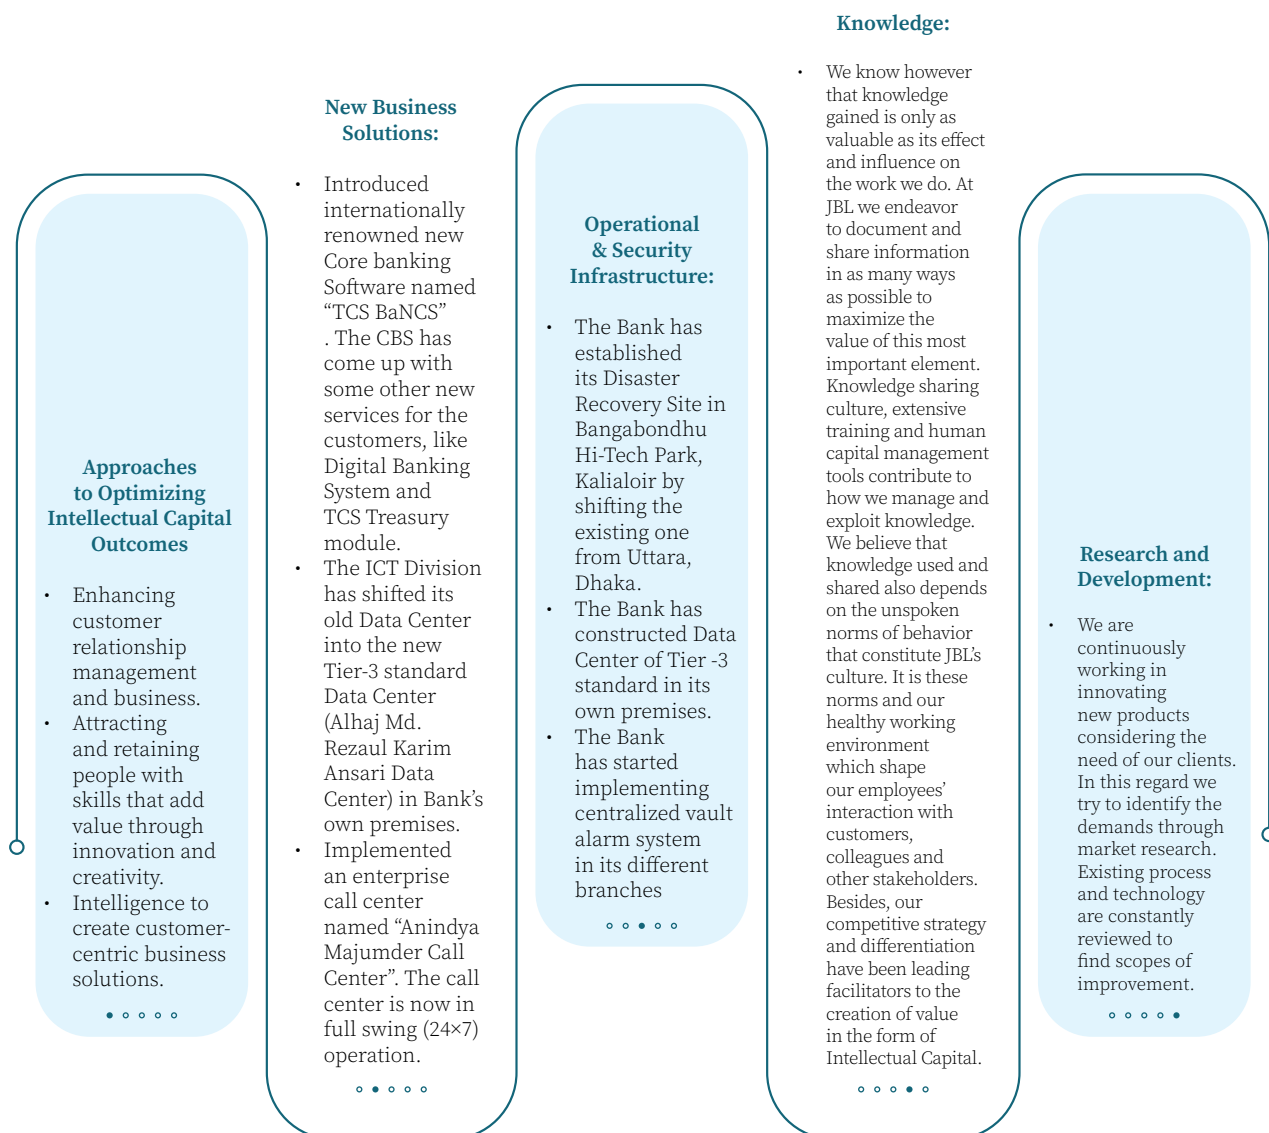 Approaches
to Optimizing
Intellectual Capital
Outcomes
• Enhancing
customer
relationship
management
and business.
• Attracting
and retaining
people with
skills that add
value through
innovation and
creativity.
• Intelligence to
create customer-
centric business
solutions.
New Business
Solutions:
• Introduced
internationally
renowned new
Core banking
Software named
“TCS BaNCS”
. The CBS has
come up with
some other new
services for the
customers, like
Digital Banking
System and
TCS Treasury
module.
• The ICT Division
has shifted its
old Data Center
into the new
Tier-3 standard
Data Center
(Alhaj Md.
Rezaul Karim
Ansari Data
Center) in Bank’s
own premises.
• Implemented
an enterprise
call center
named “Anindya
Majumder Call
Center”. The call
center is now in
full swing (24×7)
operation.
Operational
& Security
Infrastructure:
• The Bank has
established
its Disaster
Recovery Site in
Bangabondhu
Hi-Tech Park,
Kalialoir by
shifting the
existing one
from Uttara,
Dhaka.
• The Bank has
constructed Data
Center of Tier -3
standard in its
own premises.
• The Bank
has started
implementing
centralized vault
alarm system
in its different
branches
Knowledge:
• We know however
that knowledge
gained is only as
valuable as its effect
and influence on
the work we do. At
JBL we endeavor
to document and
share information
in as many ways
as possible to
maximize the
value of this most
important element.
Knowledge sharing
culture, extensive
training and human
capital management
tools contribute to
how we manage and
exploit knowledge.
We believe that
knowledge used and
shared also depends
on the unspoken
norms of behavior
that constitute JBL’s
culture. It is these
norms and our
healthy working
environment
which shape
our employees’
interaction with
customers,
colleagues and
other stakeholders.
Besides, our
competitive strategy
and differentiation
have been leading
facilitators to the
creation of value
in the form of
Intellectual Capital.
Research and
Development:
• We are
continuously
working in
innovating
new products
considering the
need of our clients.
In this regard we
try to identify the
demands through
market research.
Existing process
and technology
are constantly
reviewed to
find scopes of
improvement.